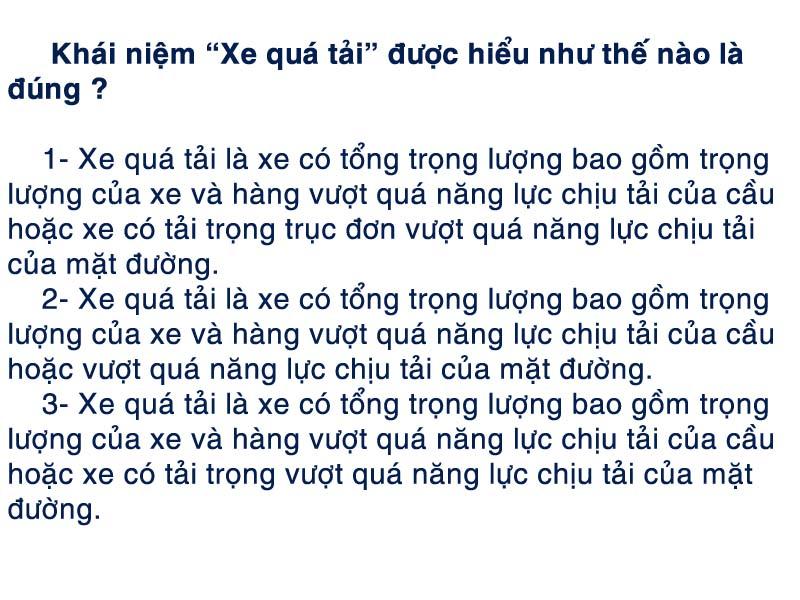 Khái niệm “Xe quá tải” được hiểu như thế nào là
đúng ?
1- Xe quá tải là xe có tổng trọng lượng bao gồm trọng
lượng của xe và hàng vượt quá năng lực chịu tải của cầu
hoặc xe có tải trọng trục đơn vượt quá năng lực chịu tải
của mặt đường.
2- Xe quá tải là xe có tổng trọng lượng bao gồm trọng
lượng của xe và hàng vượt quá năng lực chịu tải của cầu
hoặc vượt quá năng lực chịu tải của mặt đường.
3- Xe quá tải là xe có tổng trọng lượng bao gồm trọng
lượng của xe và hàng vượt quá năng lực chịu tải của cầu
hoặc xe có tải trọng vượt quá năng lực chịu tải của mặt
đường.